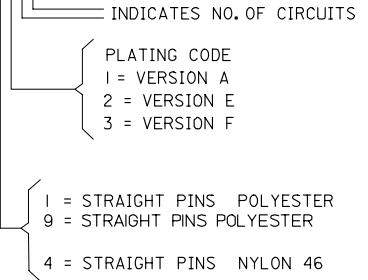 INDICATES NO. OF CIRCUITS
PLATING CODE
1 = VERSION A
2 = VERSION E
3 = VERSION F
1 = STRAIGHT PINS POLYESTER
9 = STRAIGHT PINS POLYESTER
4 = STRAIGHT PINS NYLON 46